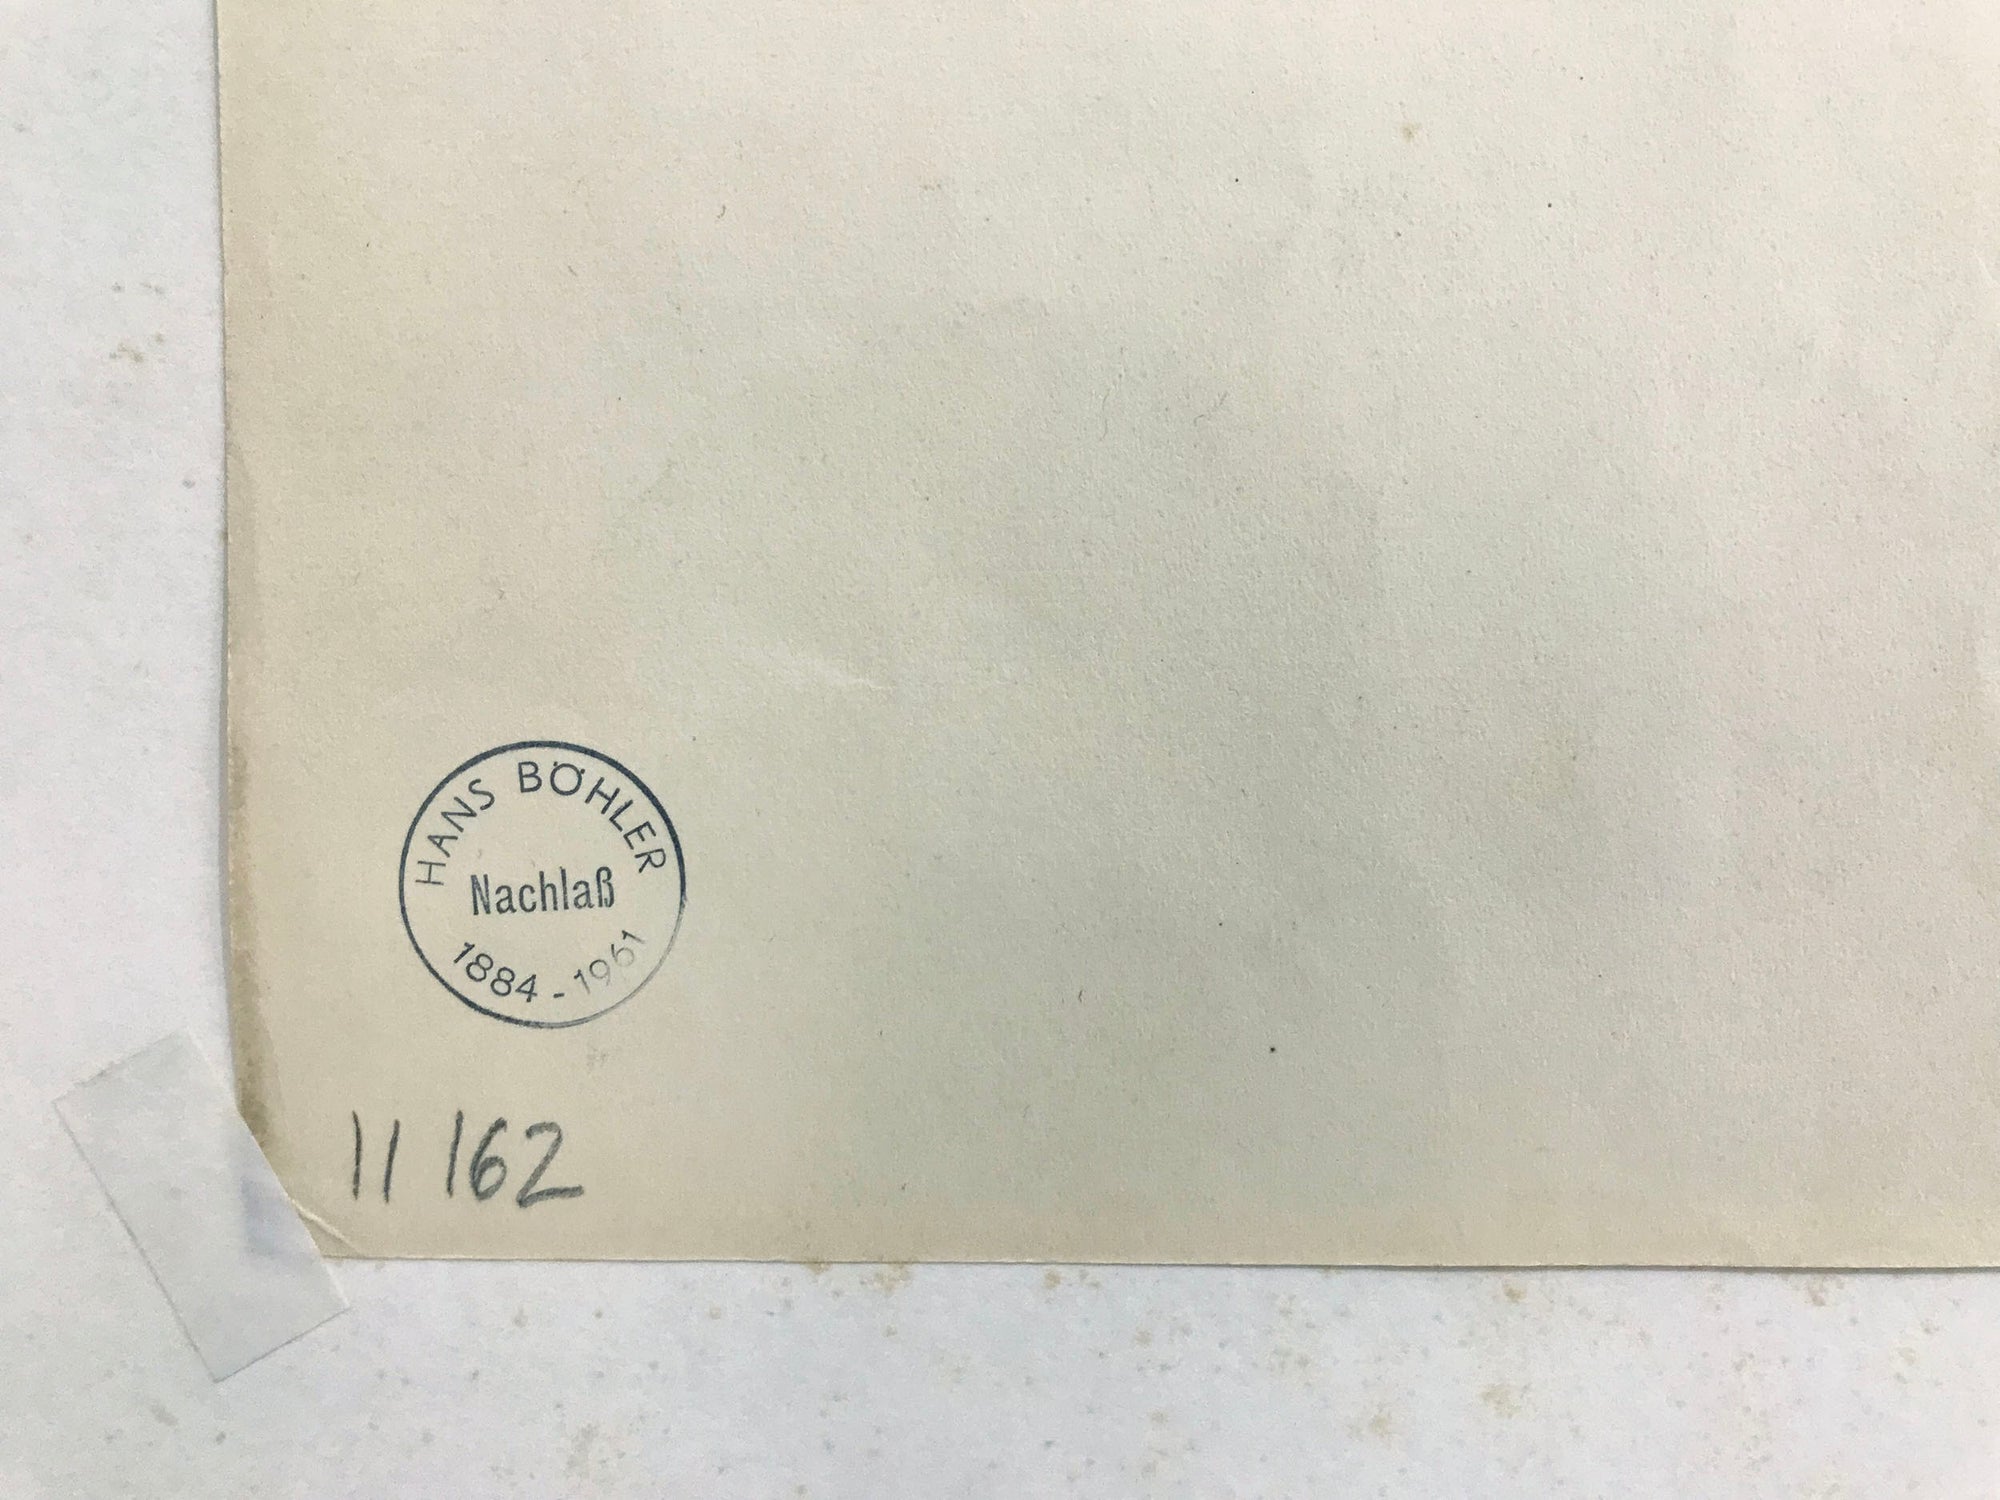 HANS BÖHLER
Nachlaß
1884 - 1961
11 162